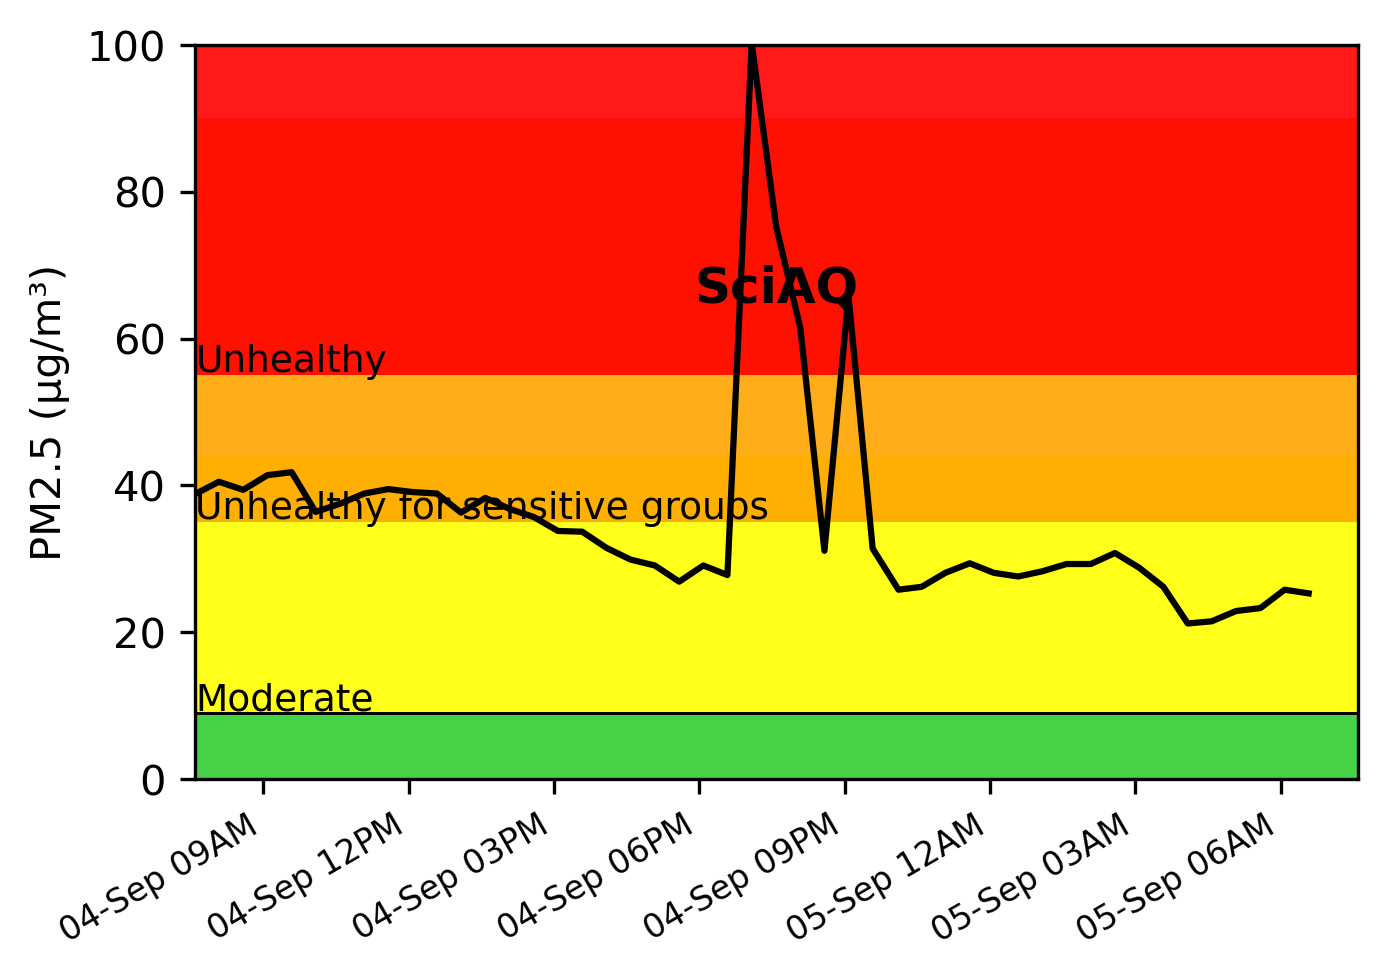 100
80
60
40
20
0
PM2.5 (µg/m³)
SciAQ
Unhealthy
Unhealthy for sensitive groups
Moderate
04-Sep 09AM
04-Sep 12PM
04-Sep 03PM
04-Sep 06PM
04-Sep 09PM
05-Sep 12AM
05-Sep 03AM
05-Sep 06AM